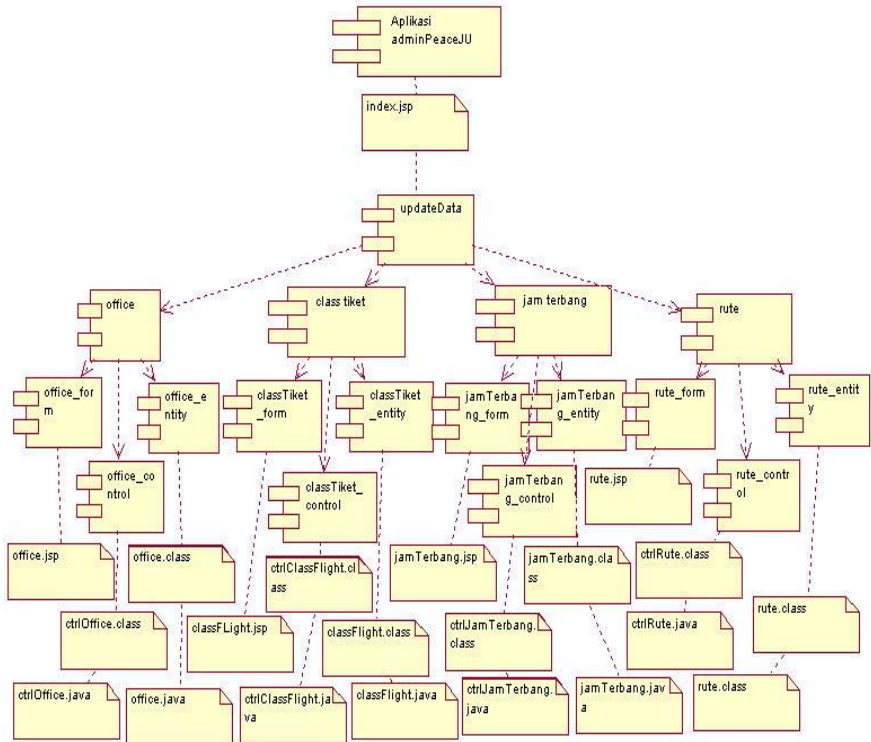 Aplikasi
adminPeaceJU
index.jsp
updateData
office
class tiket
jam terbang
rute
office_for
m
office_e
ntity
classTiket
_form
classTiket
_entity
jamTerba
ng_form
jamTerban
g_entity
rute_form
rute_entit
y
office_co
ntrol
classTiket_
control
jamTerban
g_control
rute.jsp
rute_cont
rol
office.jsp
office.class
ctrlClassFlight.cl
ass
jamTerbang.jsp
jamTerbang.cla
ss
ctrlRute.class
ctrlOffice.class
classFLight.jsp
classFlight.class
ctrlJamTerbang.
class
ctrlRute.java
rute.class
ctrlOffice.java
office.java
ctrlClassFlight.ja
va
classFlight.java
ctrlJamTerbang.
java
jamTerbang.jav
a
rute.class